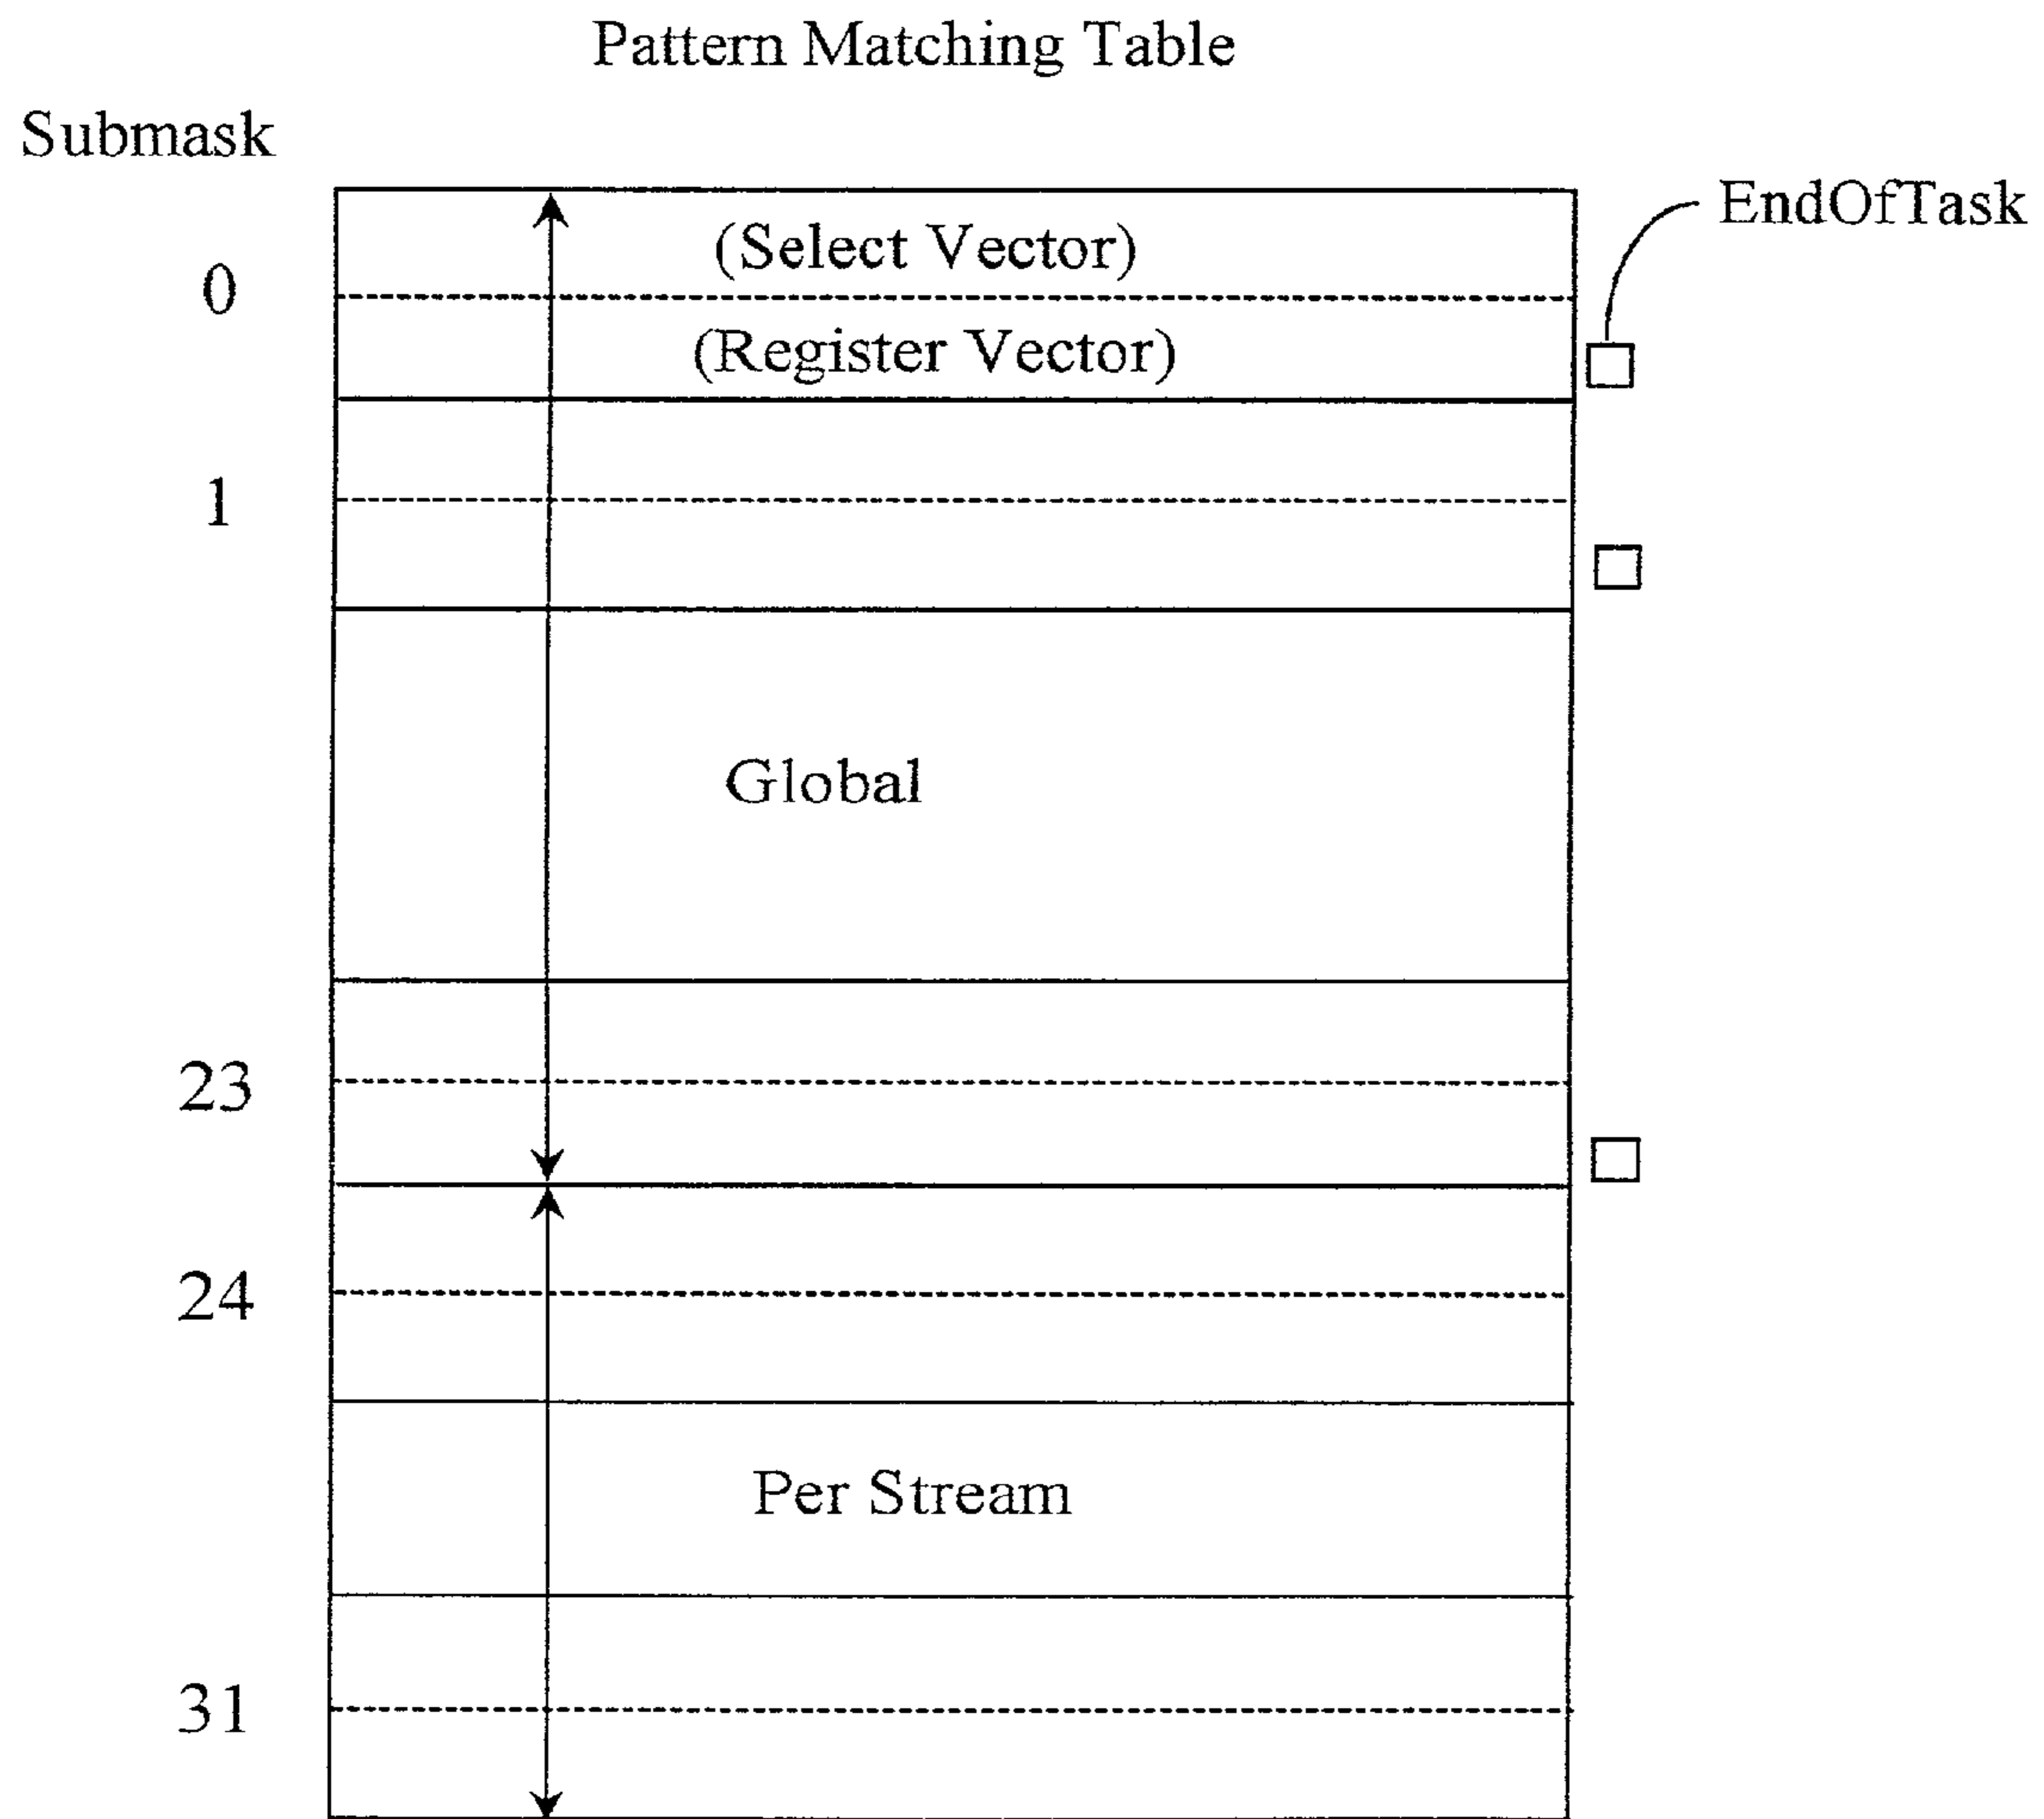 Pattern Matching Table
Submask
EndOfTask
(Select Vector)
0
(Register Vector)
1
Global
23
24
Per Stream
31